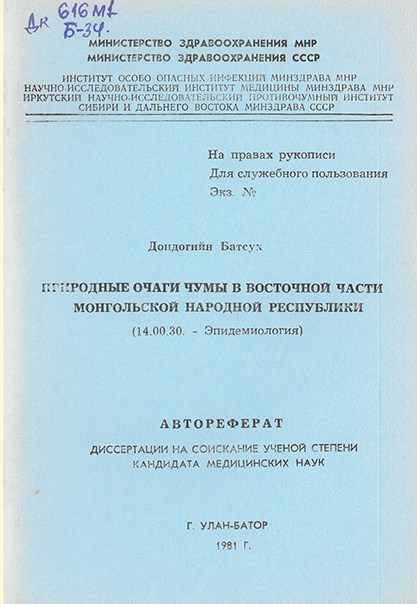 Дк 616М1
Б-34.
МИНИСТЕРСТВО ЗДРАВООХРАНЕНИЯ МНР
МИНИСТЕРСТВО ЗДРАВООХРАНЕНИЯ СССР
ИНСТИТУТ ОСОБО ОПАСНЫХ ИНФЕКЦИЙ МИНЗДРАВА МНР
НАУЧНО-ИССЛЕДОВАТЕЛЬСКИЙ ИНСТИТУТ МЕДИЦИНЫ МИНЗДРАВА МНР
ИРКУТСКИЙ НАУЧНО-ИССЛЕДОВАТЕЛЬСКИЙ ПРОТИВОЧУМНЫЙ ИНСТИТУТ
СИБИРИ И ДАЛЬНЕГО ВОСТОКА МИНЗДРАВА СССР
На правах рукописи
Для служебного пользования
Экз. №
Дондогийн Батсух
ПРИРОДНЫЕ ОЧАГИ ЧУМЫ В ВОСТОЧНОЙ ЧАСТИ
МОНГОЛЬСКОЙ НАРОДНОЙ РЕСПУБЛИКИ
(14.00.30. - Эпидемиология)
АВТОРЕФЕРАТ
ДИССЕРТАЦИИ НА СОИСКАНИЕ УЧЕНОЙ СТЕПЕНИ
КАНДИДАТА МЕДИЦИНСКИХ НАУК
Г. УЛАН-БАТОР
1981 Г.